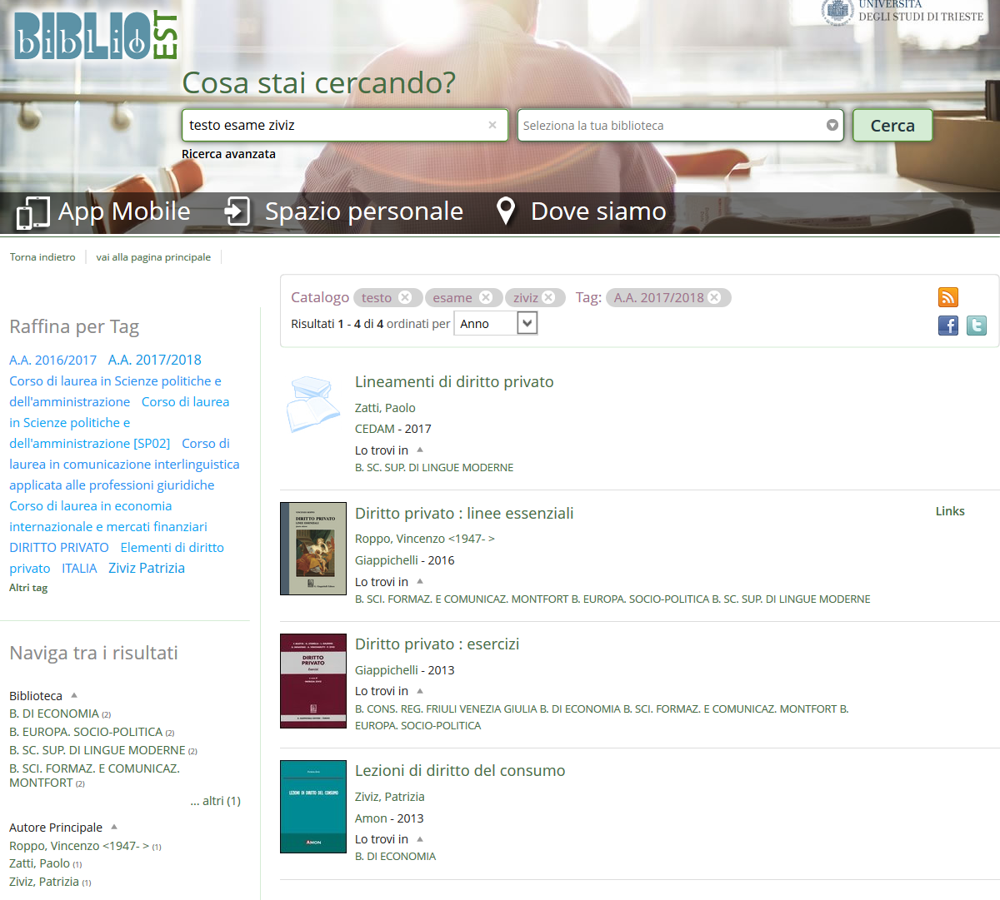 BIBLIO
biblio
EST
UNIVERSITÀ
DEGLI STUDI DI TRIESTE
Cosa stai cercando?
testo esame ziviz
Seleziona la tua biblioteca
Cerca
Ricerca avanzata
App Mobile
Spazio personale
Dove siamo
Torna indietro
vai alla pagina principale
Raffina per Tag
A.A. 2016/2017 A.A. 2017/2018
Corso di laurea in Scienze politiche e
dell'amministrazione Corso di laurea
in Scienze politiche e
dell'amministrazione [SP02] Corso di
laurea in comunicazione interlinguistica
applicata alle professioni giuridiche
Corso di laurea in economia
internazionale e mercati finanziari
DIRITTO PRIVATO Elementi di diritto
privato ITALIA Ziviz Patrizia
Altri tag
Naviga tra i risultati
Biblioteca
B. DI ECONOMIA (2)
B. EUROPA. SOCIO-POLITICA (2)
B. SC. SUP. DI LINGUE MODERNE (2)
B. SCI. FORMAZ. E COMUNICAZ.
MONTFORT (2)
... altri (1)
Autore Principale
Roppo, Vincenzo <1947- > (1)
Zatti, Paolo (1)
Ziviz, Patrizia (1)
Catalogo testo esame ziviz Tag: A.A. 2017/2018
Risultati 1 - 4 di 4 ordinati per Anno
Lineamenti di diritto privato
Zatti, Paolo
CEDAM - 2017
Lo trovi in
B. SC. SUP. DI LINGUE MODERNE
DIRITTO PRIVATO
Diritto privato : linee essenziali
Links
Roppo, Vincenzo <1947- >
Giappichelli - 2016
Lo trovi in
B. SCI. FORMAZ. E COMUNICAZ. MONTFORT B. EUROPA. SOCIO-POLITICA B. SC. SUP. DI LINGUE MODERNE
DIRITTO
PRIVATO
Esercizi
Diritto privato : esercizi
Giappichelli - 2013
Lo trovi in
B. CONS. REG. FRIULI VENEZIA GIULIA B. DI ECONOMIA B. SCI. FORMAZ. E COMUNICAZ. MONTFORT B.
EUROPA. SOCIO-POLITICA
LEZIONI DI DIRITTO DEL CONSUMO
AMON
Lezioni di diritto del consumo
Ziviz, Patrizia
Amon - 2013
Lo trovi in
B. DI ECONOMIA